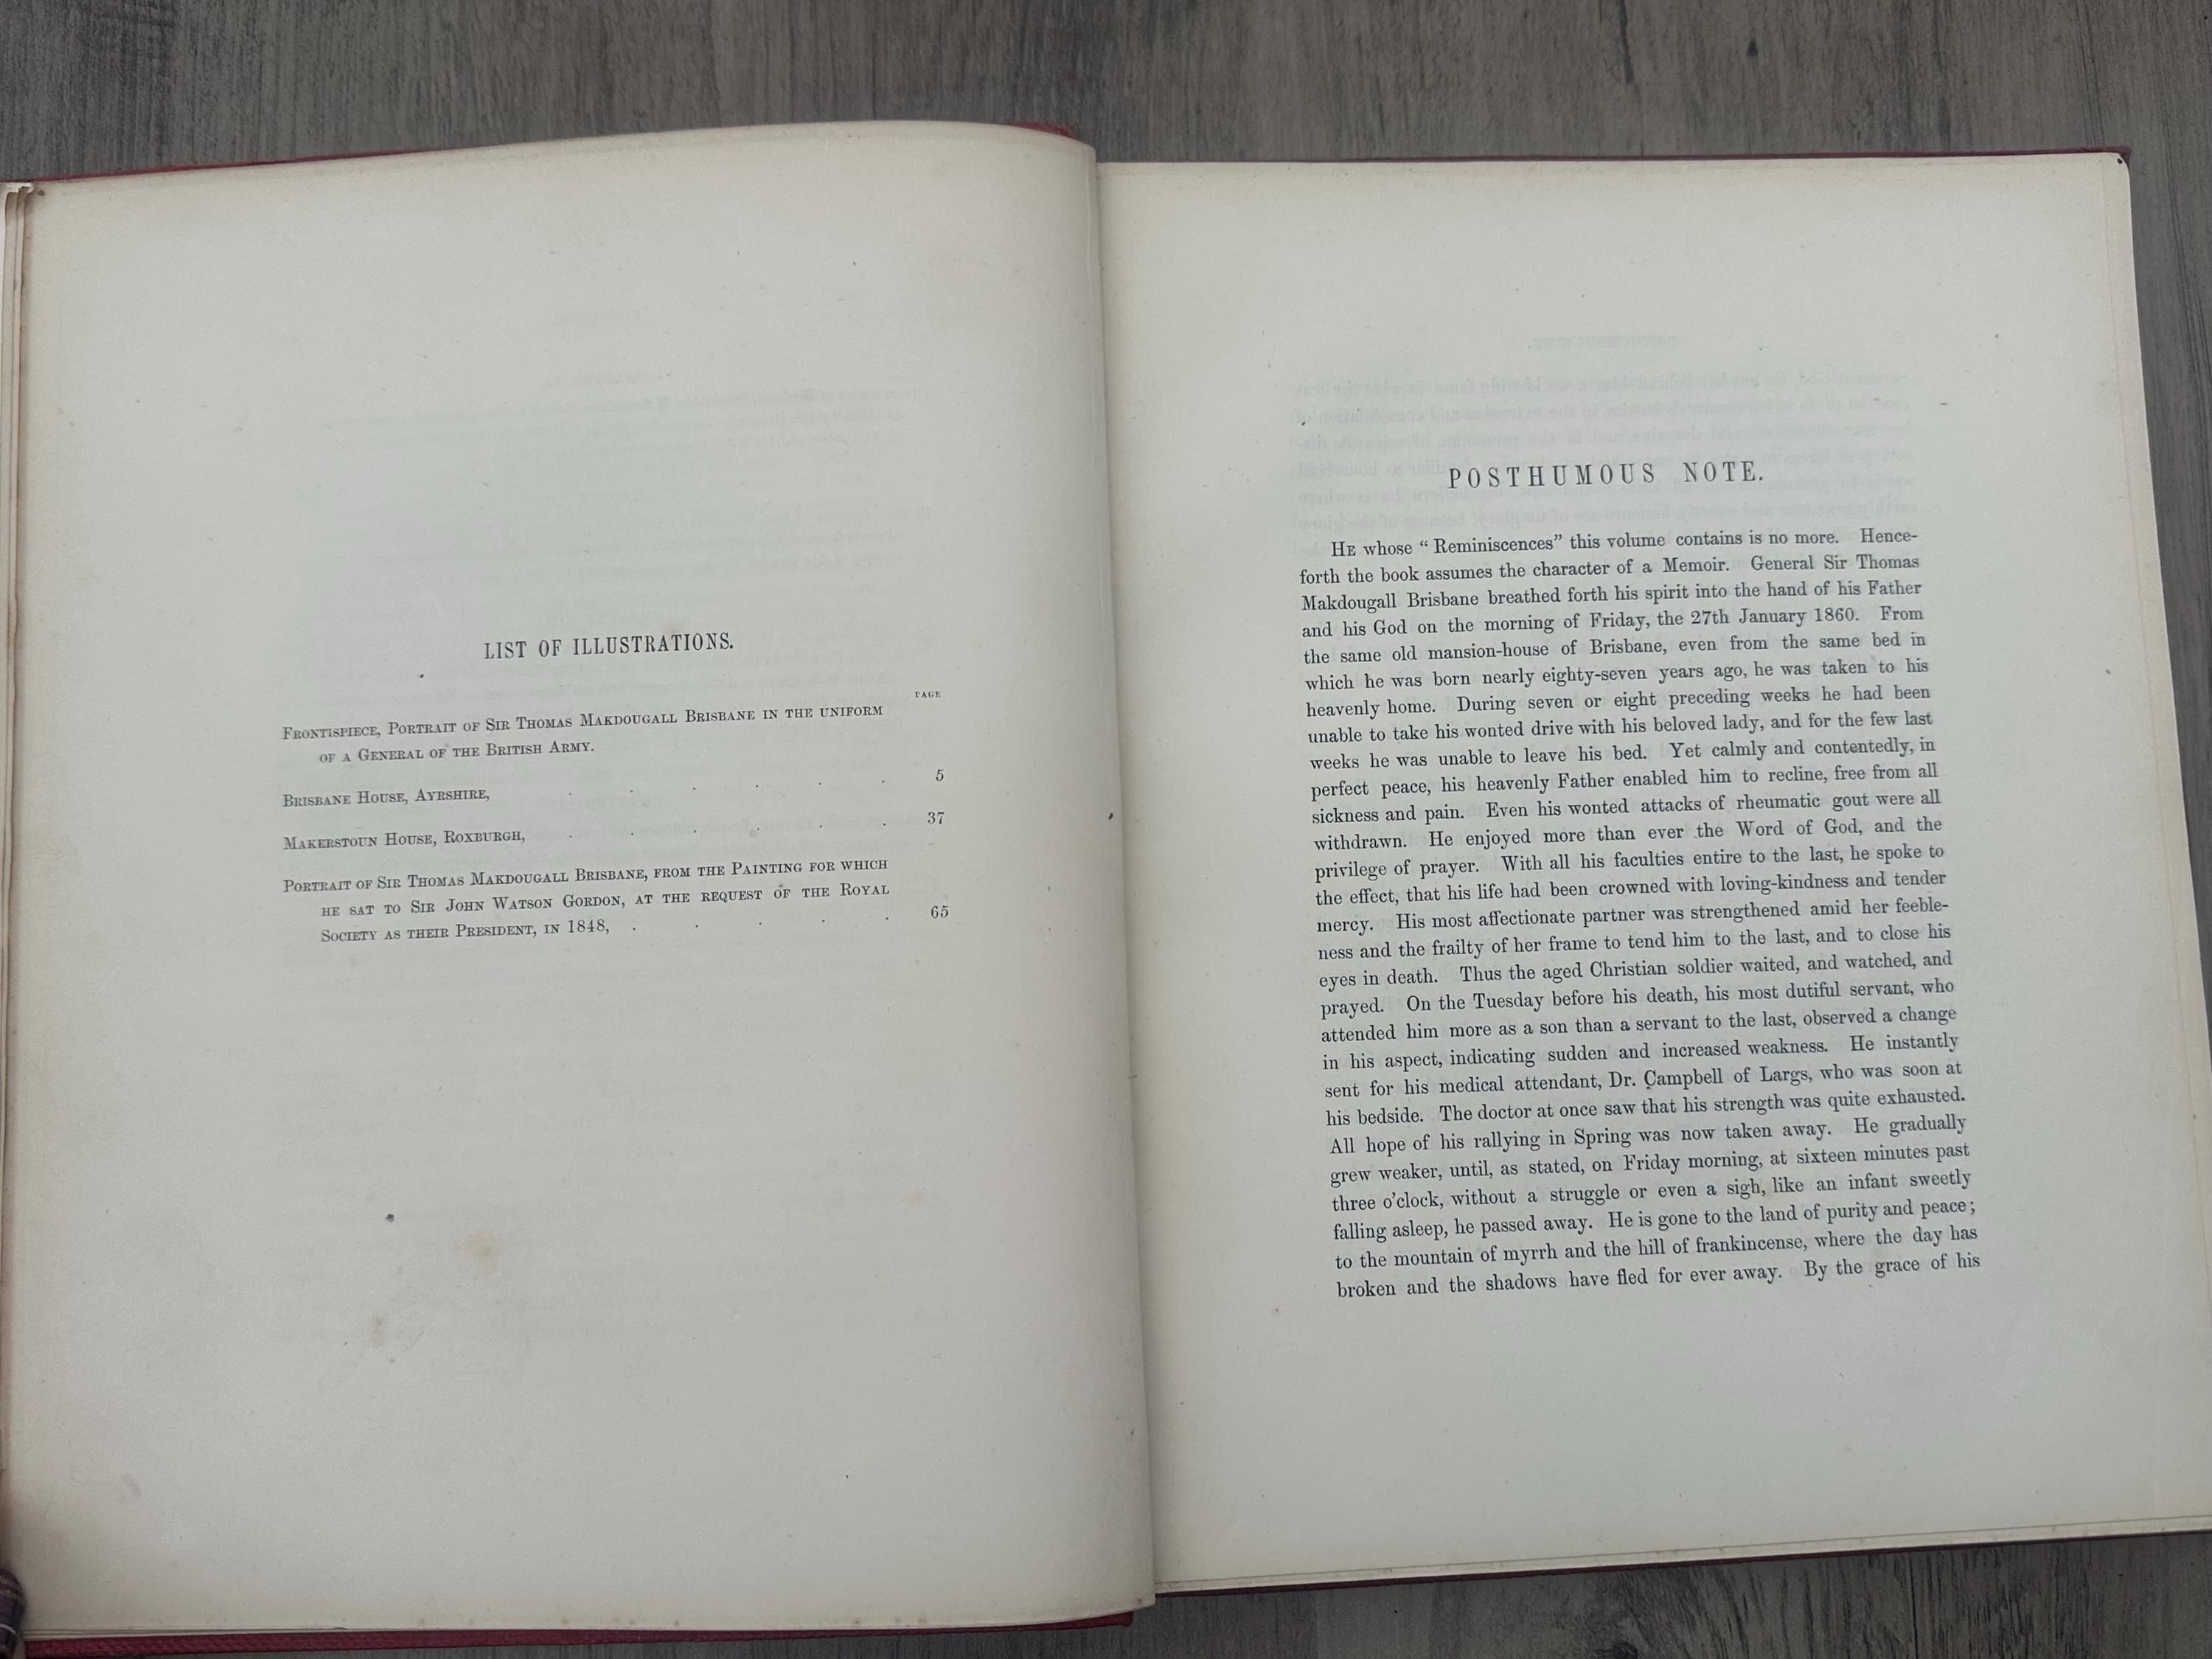 LIST OF ILLUSTRATIONS.
PAGE
FRONTISPIECE, PORTRAIT OF SIR THOMAS MAKDOUGALL BRISBANE IN THE UNIFORM
OF A GENERAL OF THE BRITISH ARMY.
BRISBANE HOUSE, AYRSHIRE, . . . . . . 5
MAKERSTOUN HOUSE, ROXBURGH, . . . . . . 37
PORTRAIT OF SIR THOMAS MAKDOUGALL BRISBANE, FROM THE PAINTING FOR WHICH
HE SAT TO SIR JOHN WATSON GORDON, AT THE REQUEST OF THE ROYAL
SOCIETY AS THEIR PRESIDENT, IN 1848, . . . . . 65
POSTHUMOUS NOTE.
HE whose “ Reminiscences” this volume contains is no more. Hence-
forth the book assumes the character of a Memoir. General Sir Thomas
Makdougall Brisbane breathed forth his spirit into the hand of his Father
and his God on the morning of Friday, the 27th January 1860. From
the same old mansion-house of Brisbane, even from the same bed in
which he was born nearly eighty-seven years ago, he was taken to his
heavenly home. During seven or eight preceding weeks he had been
unable to take his wonted drive with his beloved lady, and for the few last
weeks he was unable to leave his bed. Yet calmly and contentedly, in
perfect peace, his heavenly Father enabled him to recline, free from all
sickness and pain. Even his wonted attacks of rheumatic gout were all
withdrawn. He enjoyed more than ever the Word of God, and the
privilege of prayer. With all his faculties entire to the last, he spoke to
the effect, that his life had been crowned with loving-kindness and tender
mercy. His most affectionate partner was strengthened amid her feeble-
ness and the frailty of her frame to tend him to the last, and to close his
eyes in death. Thus the aged Christian soldier waited, and watched, and
prayed. On the Tuesday before his death, his most dutiful servant, who
attended him more as a son than a servant to the last, observed a change
in his aspect, indicating sudden and increased weakness. He instantly
sent for his medical attendant, Dr. Campbell of Largs, who was soon at
his bedside. The doctor at once saw that his strength was quite exhausted.
All hope of his rallying in Spring was now taken away. He gradually
grew weaker, until, as stated, on Friday morning, at sixteen minutes past
three o’clock, without a struggle or even a sigh, like an infant sweetly
falling asleep, he passed away. He is gone to the land of purity and peace;
to the mountain of myrrh and the hill of frankincense, where the day has
broken and the shadows have fled for ever away. By the grace of his